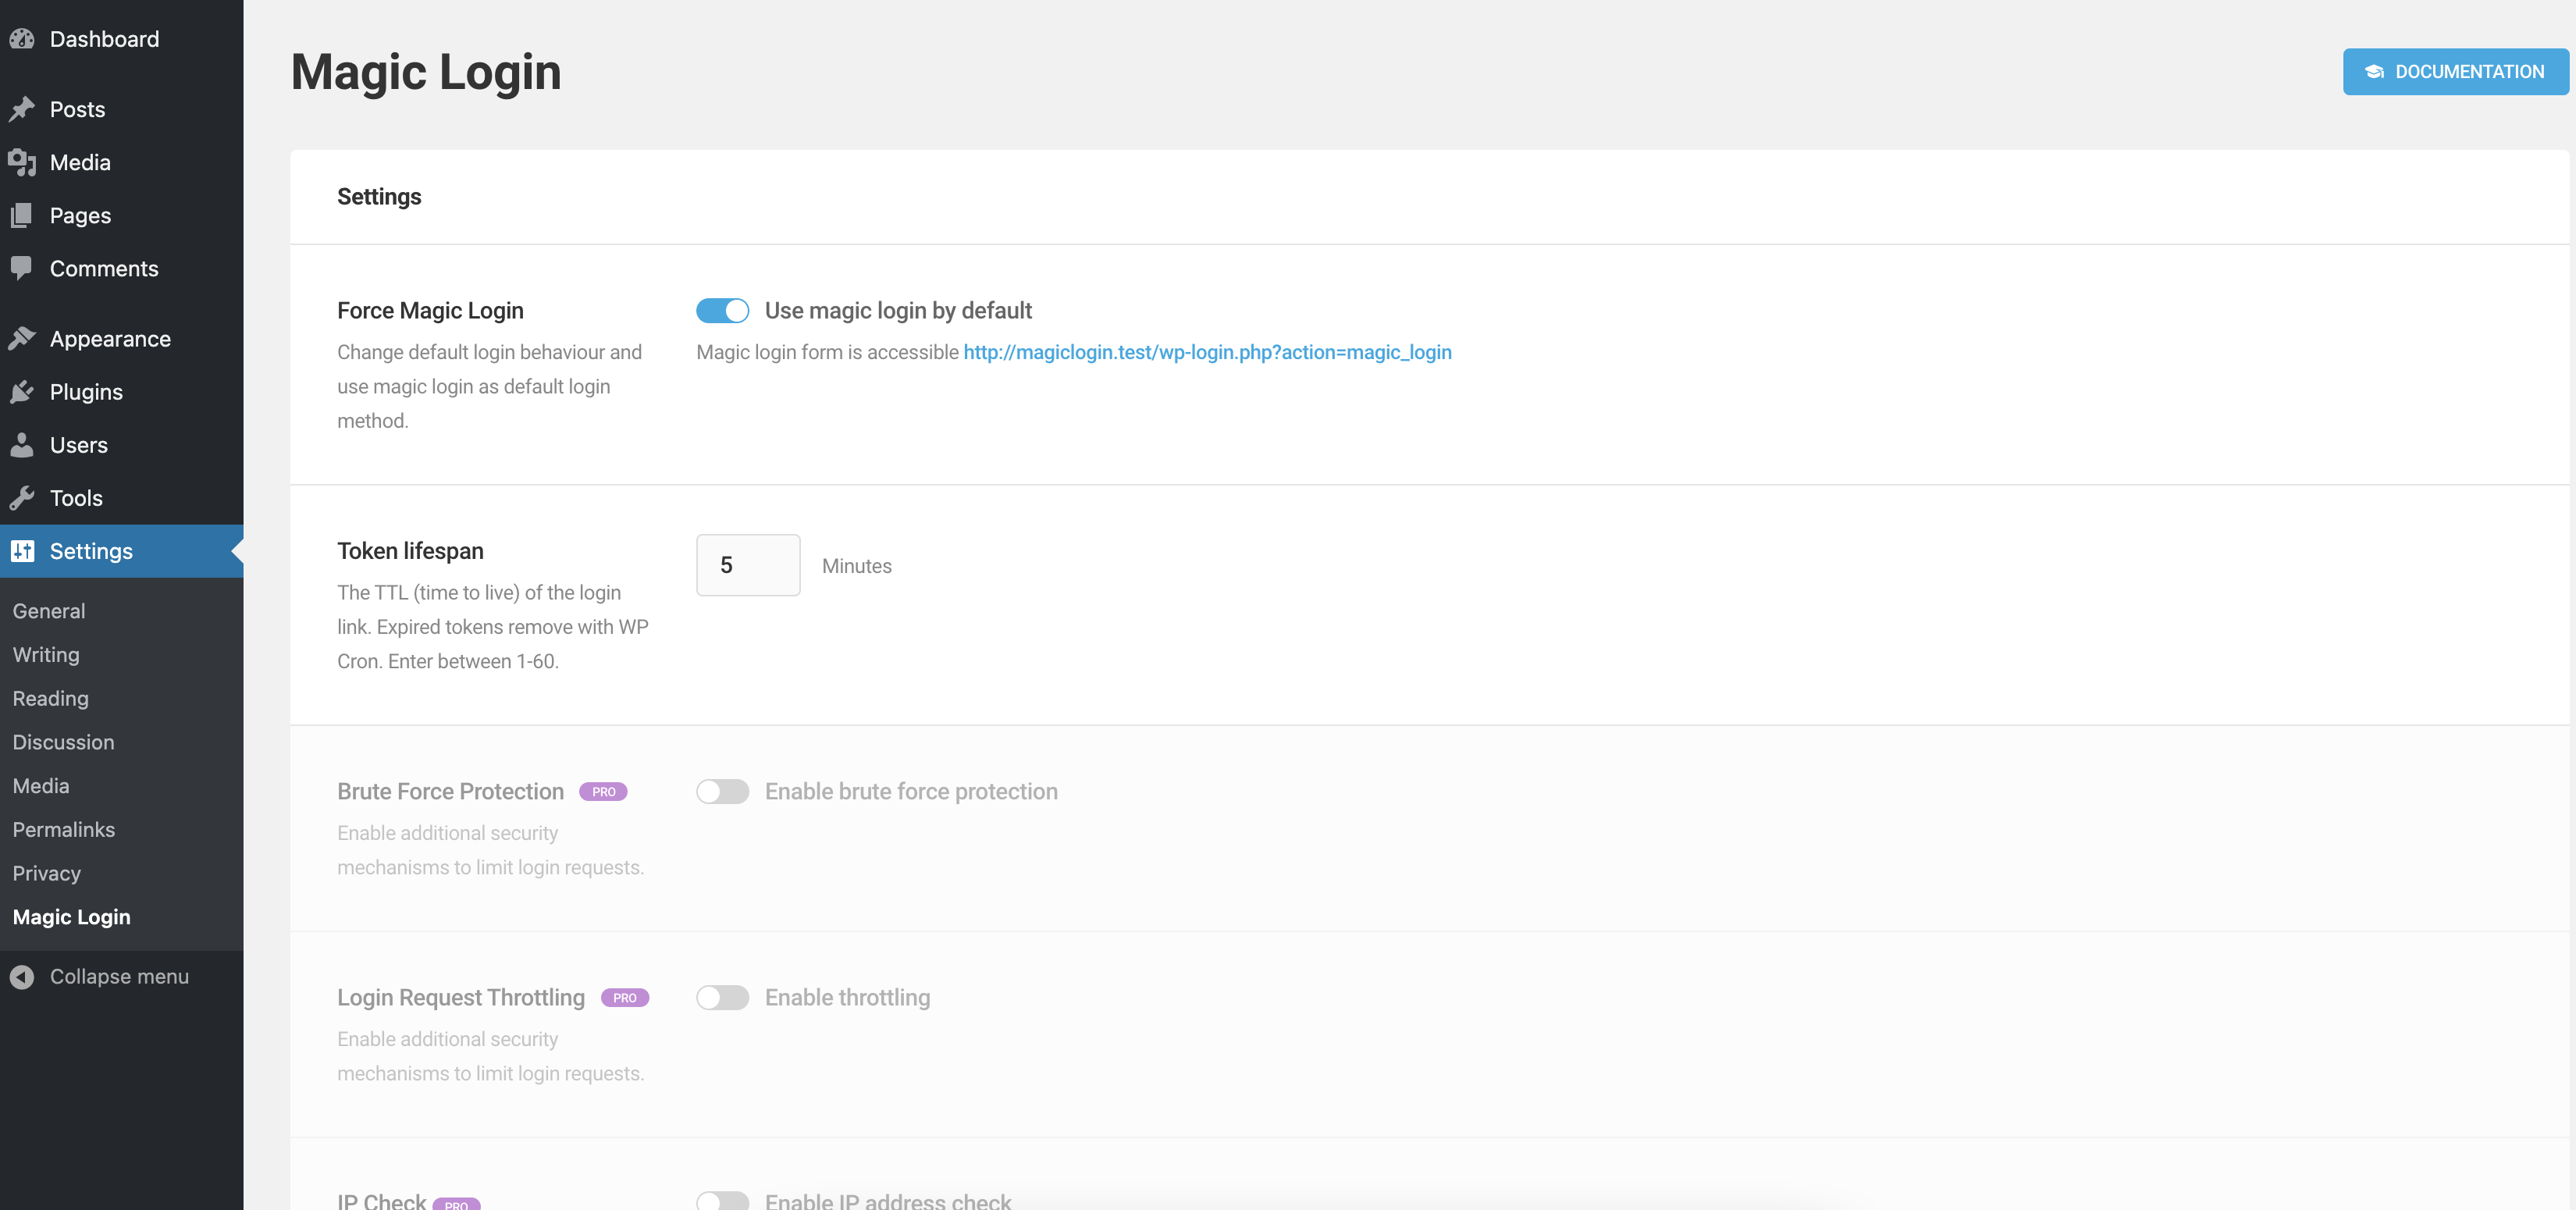 Dashboard
Posts
Media
Pages
Comments
Appearance
Plugins
Users
Tools
Settings
General
Writing
Reading
Discussion
Media
Permalinks
Privacy
Magic Login
Collapse menu
Magic Login
DOCUMENTATION
Settings
Force Magic Login
Change default login behaviour and
use magic login as default login
method.
Use magic login by default
Magic login form is accessible http://magiclogin.test/wp-login.php?action=magic_login
Token lifespan
The TTL (time to live) of the login
link. Expired tokens remove with WP
Cron. Enter between 1-60.
5 Minutes
Brute Force Protection PRO
Enable additional security
mechanisms to limit login requests.
Enable brute force protection
Login Request Throttling PRO
Enable additional security
mechanisms to limit login requests.
Enable throttling
IP Check PRO
Enable IP address check